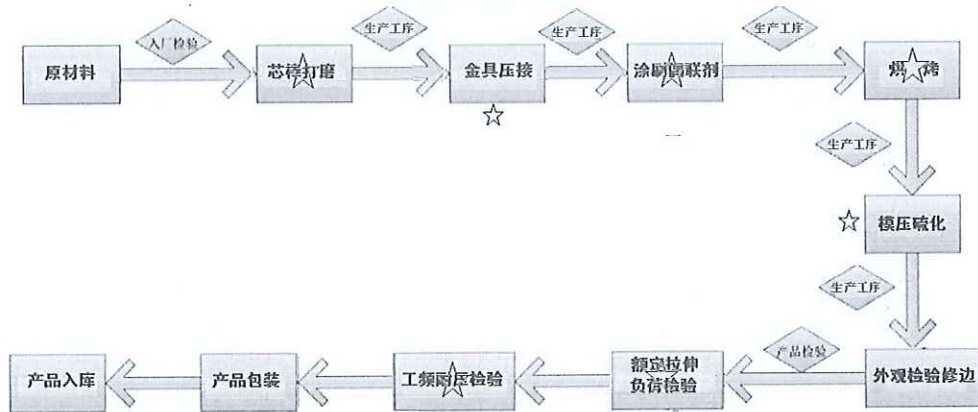 入厂检验
生产工序
生产工序
生产工序
原材料
芯棒打磨
金具压接
涂刷偶联剂
烘烤
生产工序
模压硫化
生产工序
产品检验
产品入库
产品包装
工频耐压检验
额定拉伸
负荷检验
外观检验修边